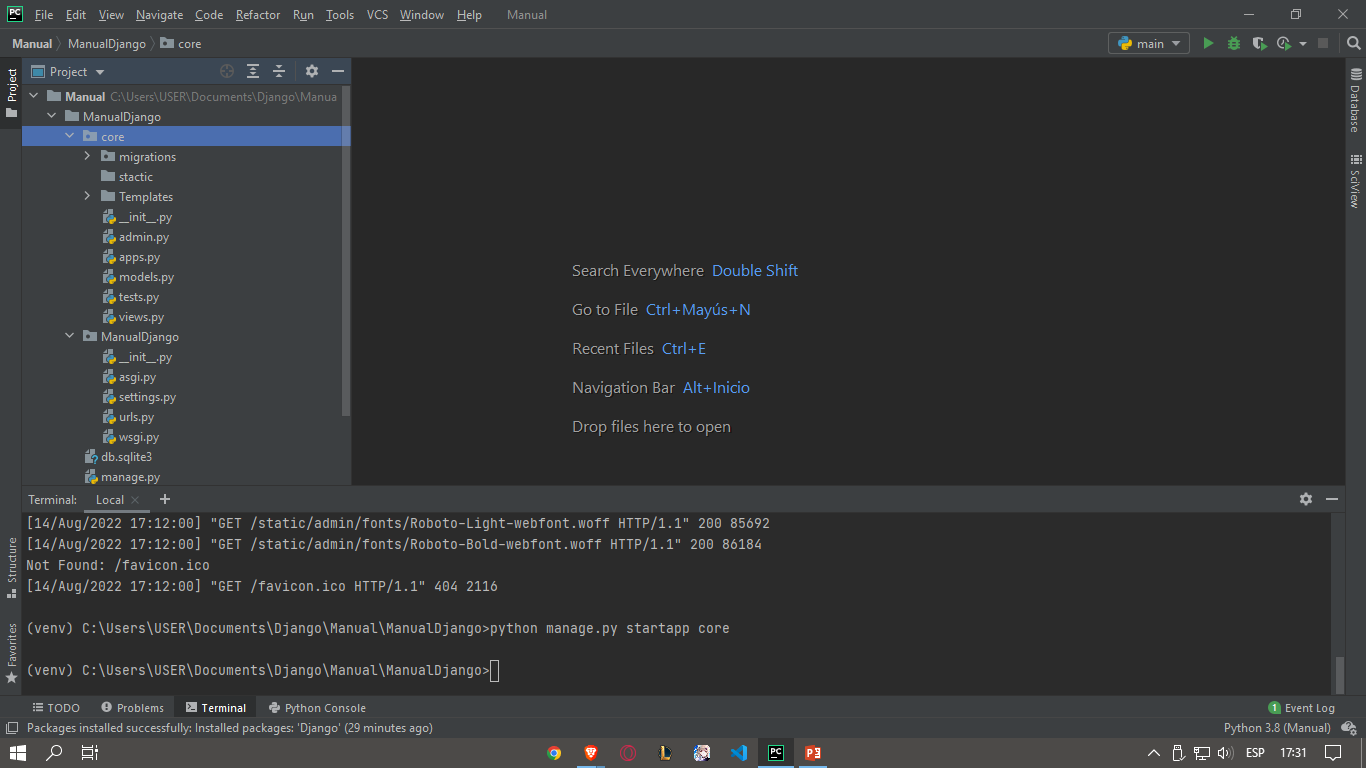 PC File Edit View Navigate Code Refactor Run Tools VCS Window Help Manual
Manual ManualDjango core
main
Project
Project
Manual C:\Users\USER\Documents\Django\Manua
ManualDjango
core
migrations
stactic
Templates
__init__.py
admin.py
apps.py
models.py
tests.py
views.py
ManualDjango
__init__.py
asgi.py
settings.py
urls.py
wsgi.py
db.sqlite3
manage.py
Search Everywhere Double Shift
Go to File Ctrl+Mayús+N
Recent Files Ctrl+E
Navigation Bar Alt+Inicio
Drop files here to open
Database
SciView
Structure
Favorites
Terminal: Local
[14/Aug/2022 17:12:00] "GET /static/admin/fonts/Roboto-Light-webfont.woff HTTP/1.1" 200 85692
[14/Aug/2022 17:12:00] "GET /static/admin/fonts/Roboto-Bold-webfont.woff HTTP/1.1" 200 86184
Not Found: /favicon.ico
[14/Aug/2022 17:12:00] "GET /favicon.ico HTTP/1.1" 404 2116
(venv) C:\Users\USER\Documents\Django\Manual\ManualDjango>python manage.py startapp core
(venv) C:\Users\USER\Documents\Django\Manual\ManualDjango>
TODO Problems Terminal Python Console 1 Event Log
Packages installed successfully: Installed packages: 'Django' (29 minutes ago) Python 3.8 (Manual)
PC ESP 17:31